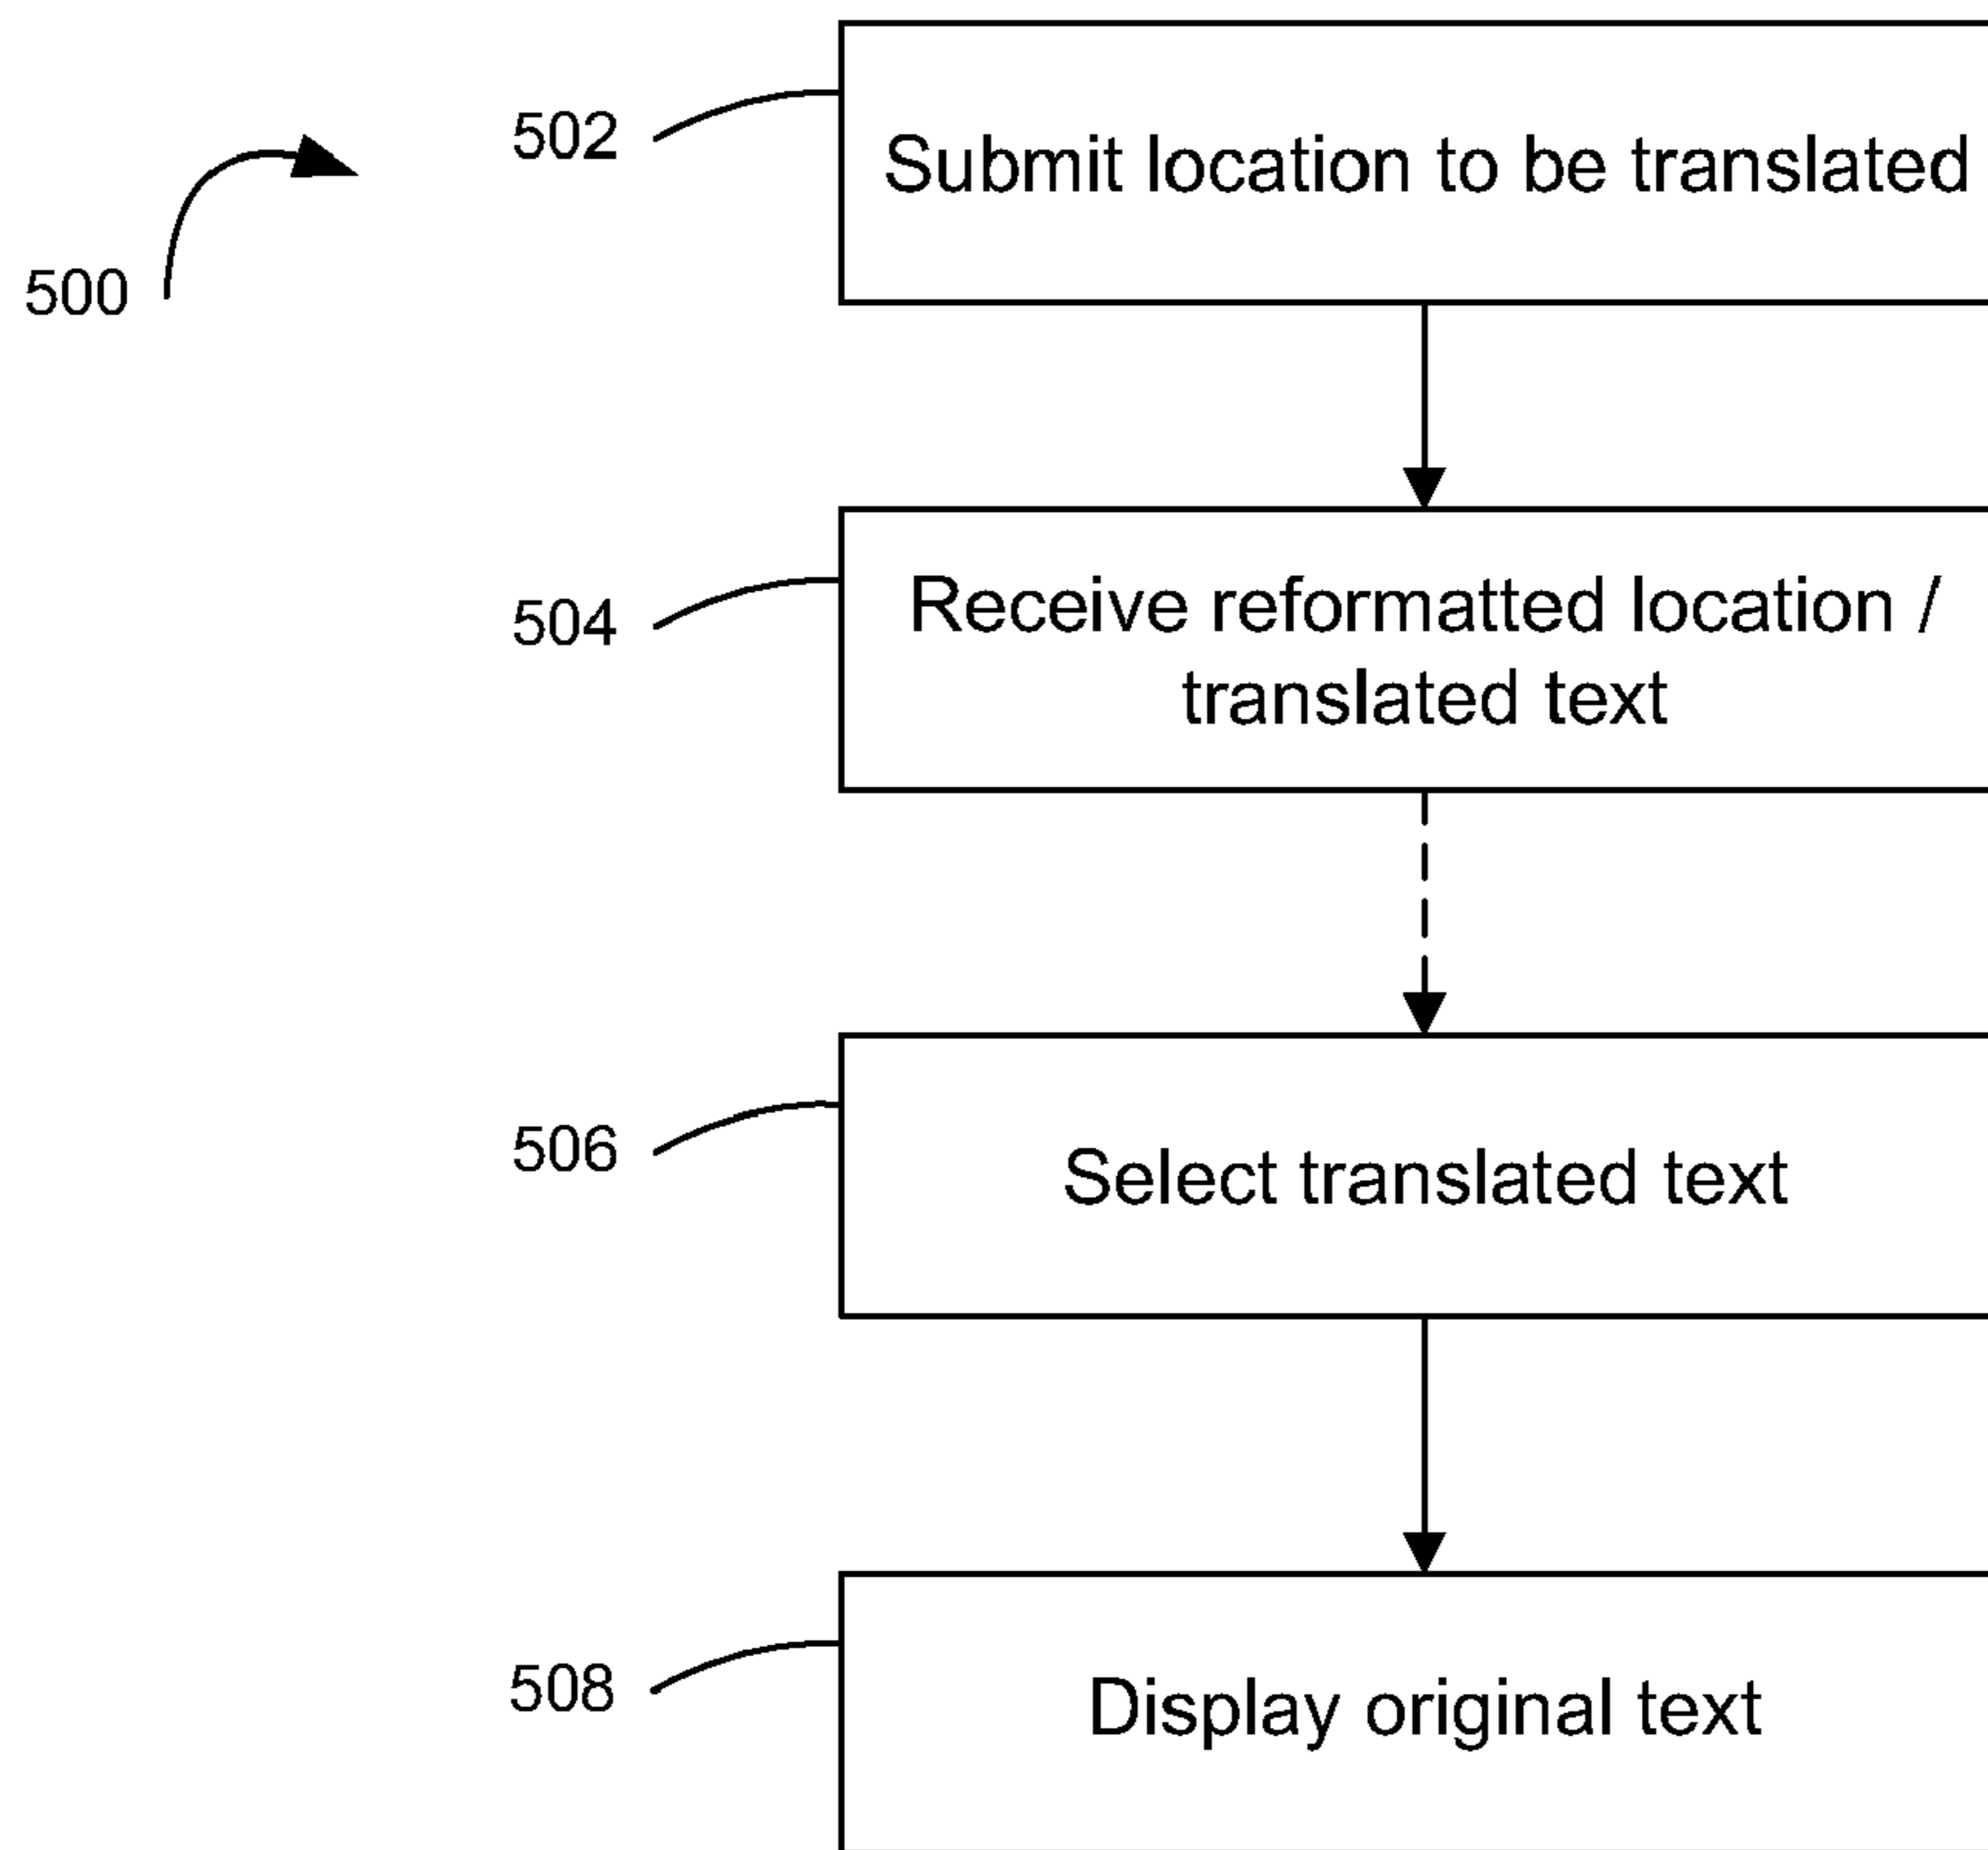 502
Submit location to be translated
500
504
Receive reformatted location /
translated text
506
Select translated text
508
Display original text